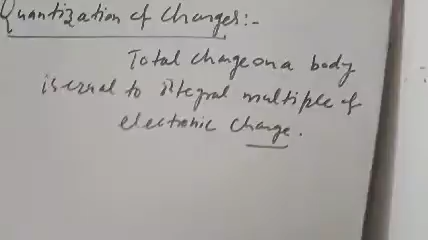 Quantization of Charges:-
Total charge on a body
is equal to integral multiple of
electronic charge.